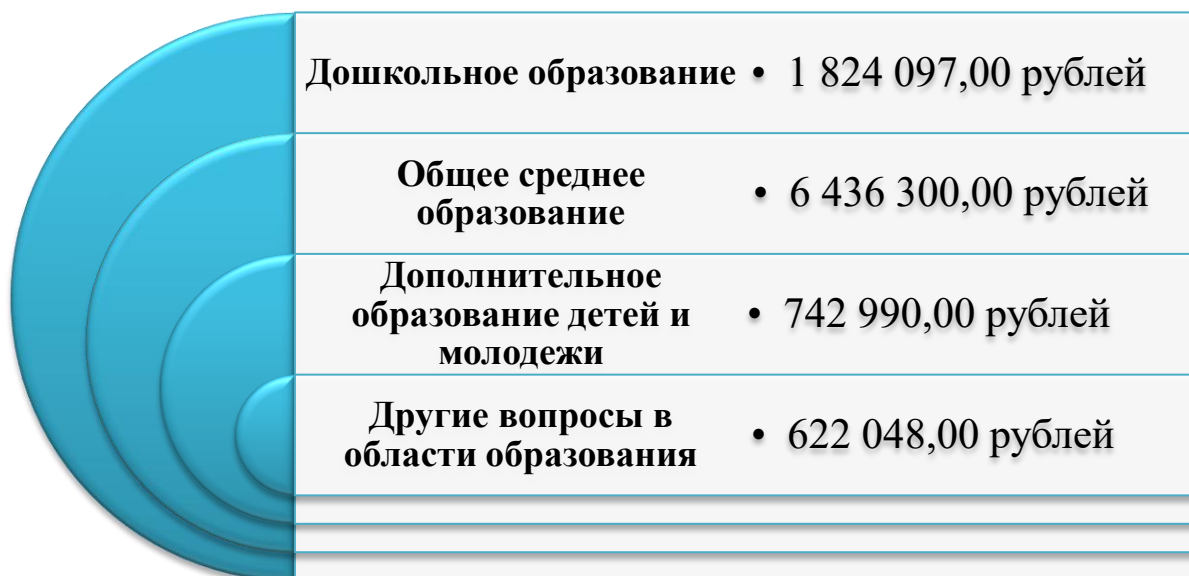 Дошкольное образование • 1 824 097,00 рублей
Общее среднее
образование
• 6 436 300,00 рублей
Дополнительное
образование детей и
молодежи
• 742 990,00 рублей
Другие вопросы в
области образования
• 622 048,00 рублей